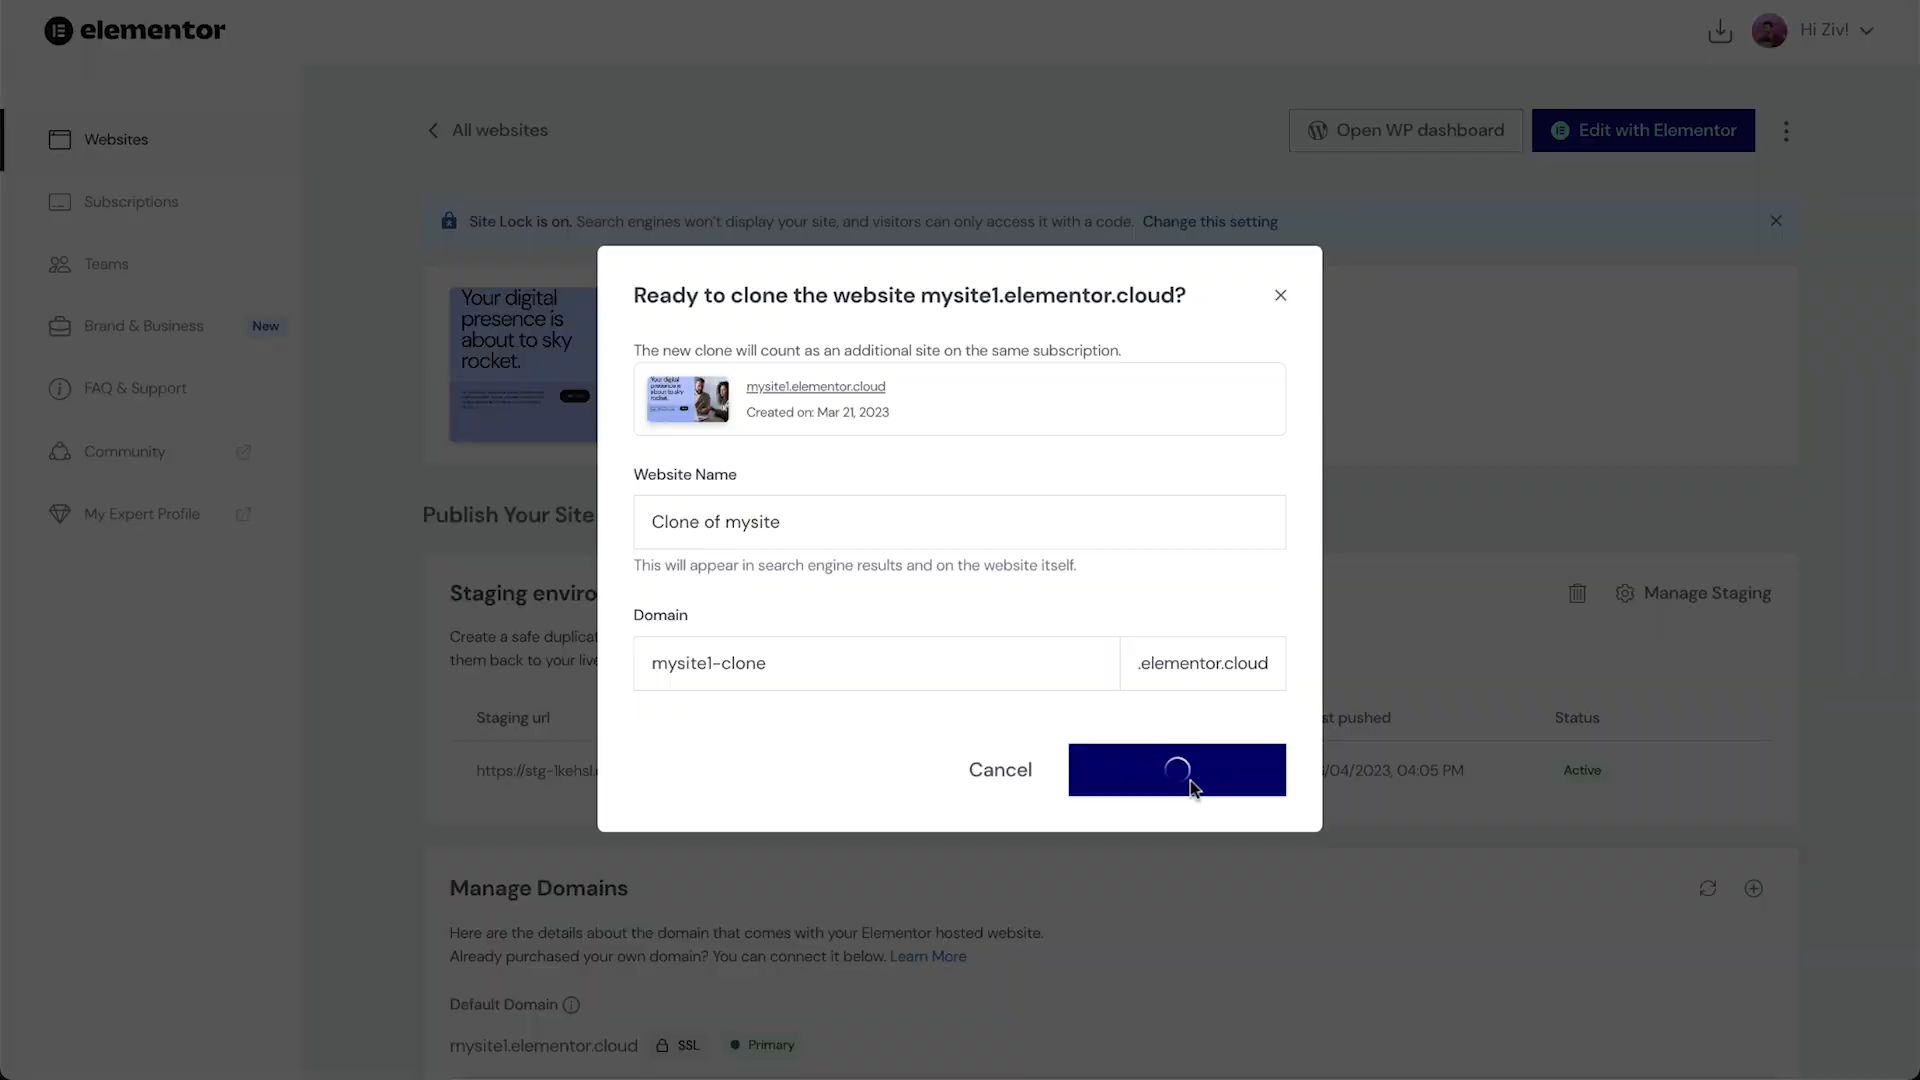 elementor
Hi Ziv!
Websites
Subscriptions
Teams
Brand & Business New
FAQ & Support
Community
My Expert Profile
All websites
Open WP dashboard
Edit with Elementor
Site Lock is on. Search engines won't display your site, and visitors can only access it with a code. Change this setting
Your digital
presence is
about to sky
rocket.
Ready to clone the website mysite1.elementor.cloud?
The new clone will count as an additional site on the same subscription.
Your digital
presence is
about to sky
rocket.
mysite1.elementor.cloud
Created on: Mar 21, 2023
Website Name
Clone of mysite
This will appear in search engine results and on the website itself.
Domain
mysite1-clone .elementor.cloud
Cancel
Publish Your Site
Staging enviro
Manage Staging
Create a safe duplicat
them back to your live
Staging url st pushed Status
https://stg-1kehsl. /04/2023, 04:05 PM Active
Manage Domains
Here are the details about the domain that comes with your Elementor hosted website.
Already purchased your own domain? You can connect it below. Learn More
Default Domain
mysite1.elementor.cloud SSL Primary